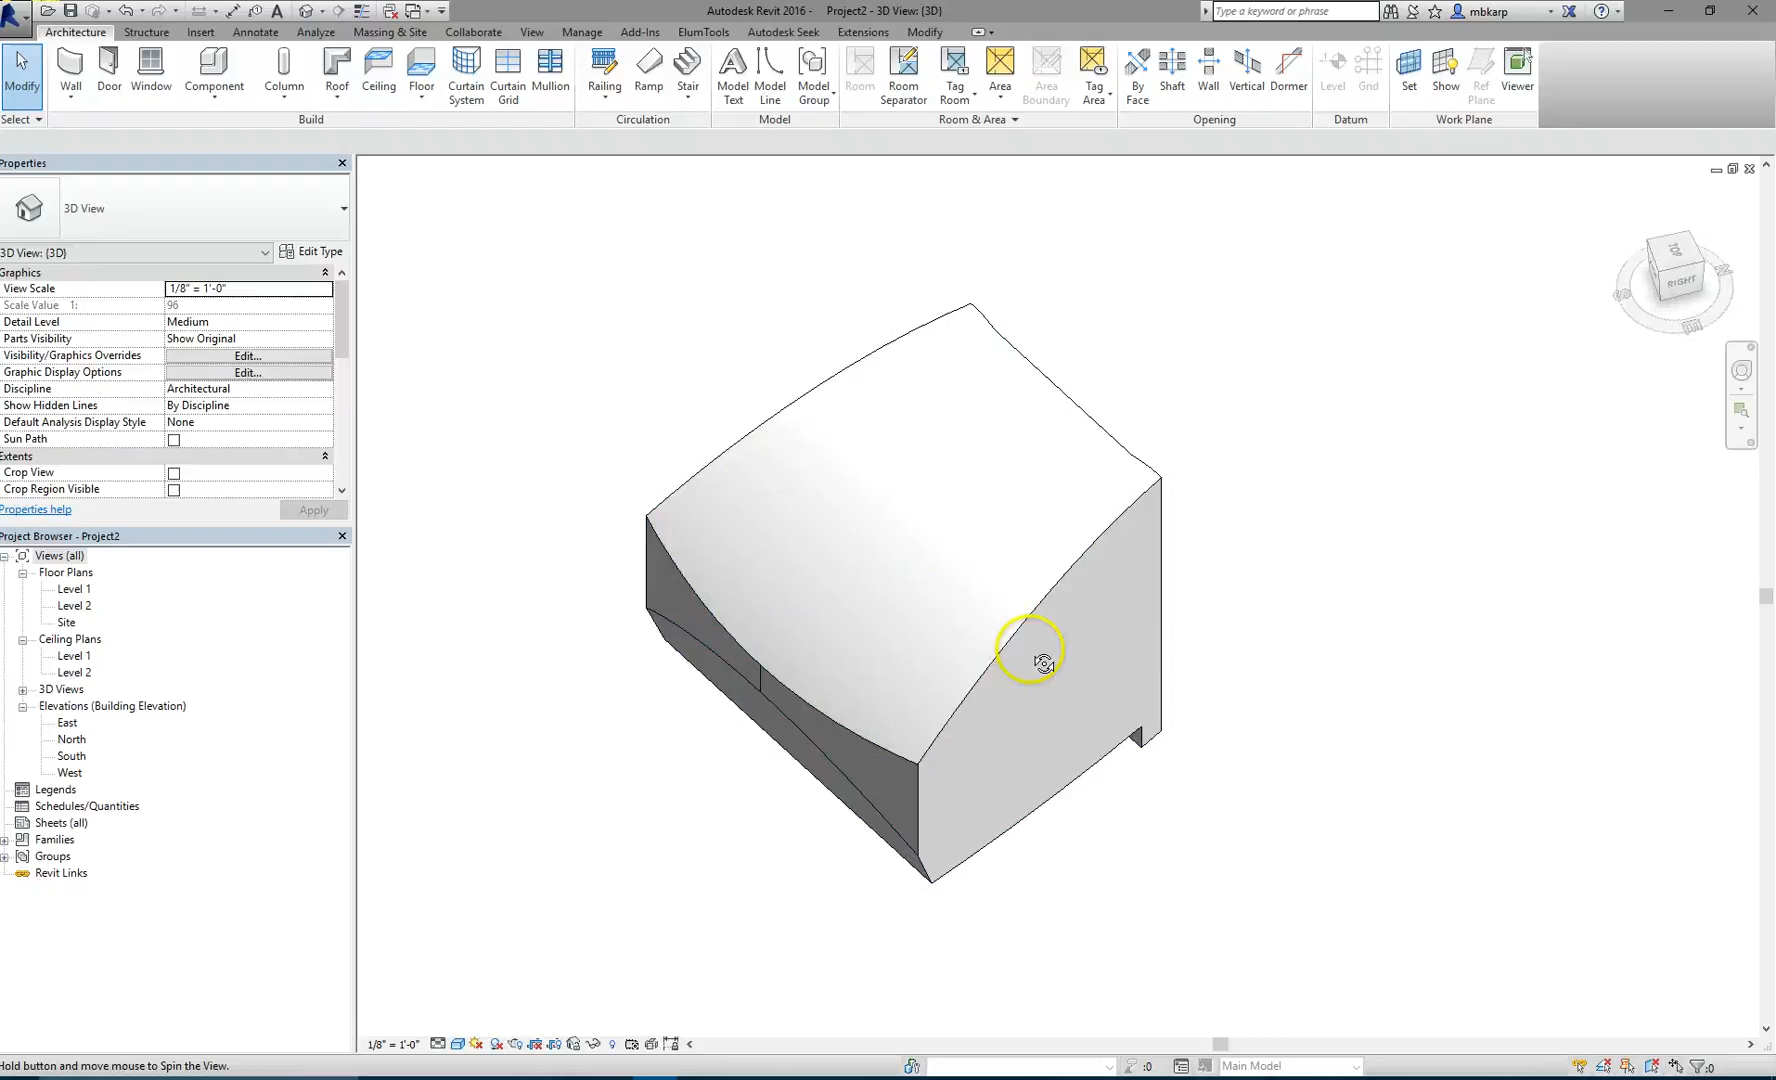 Autodesk Revit 2016 - Project2 - 3D View: {3D}
Type a keyword or phrase
mbkarp
Architecture Structure Insert Annotate Analyze Massing & Site Collaborate View Manage Add-Ins ElumTools Autodesk Seek Extensions Modify
Modify Wall Door Window Component Column Roof Ceiling Floor Curtain System Curtain Grid Mullion Railing Ramp Stair Model Text Model Line Model Group Room Room Separator Tag Room Area Area Boundary Tag Area By Face Shaft Wall Vertical Dormer Level Grid Set Show Ref Plane Viewer
Select Build Circulation Model Room & Area Opening Datum Work Plane
Properties
3D View
3D View: {3D} Edit Type
Graphics
View Scale 1/8" = 1'-0"
Scale Value 1: 96
Detail Level Medium
Parts Visibility Show Original
Visibility/Graphics Overrides Edit...
Graphic Display Options Edit...
Discipline Architectural
Show Hidden Lines By Discipline
Default Analysis Display Style None
Sun Path
Extents
Crop View
Crop Region Visible
Properties help Apply
Project Browser - Project2
Views (all)
Floor Plans
Level 1
Level 2
Site
Ceiling Plans
Level 1
Level 2
3D Views
Elevations (Building Elevation)
East
North
South
West
Legends
Schedules/Quantities
Sheets (all)
Families
Groups
Revit Links
TOP
RIGHT
1/8" = 1'-0"
Hold button and move mouse to Spin the View.
:0
Main Model
:0